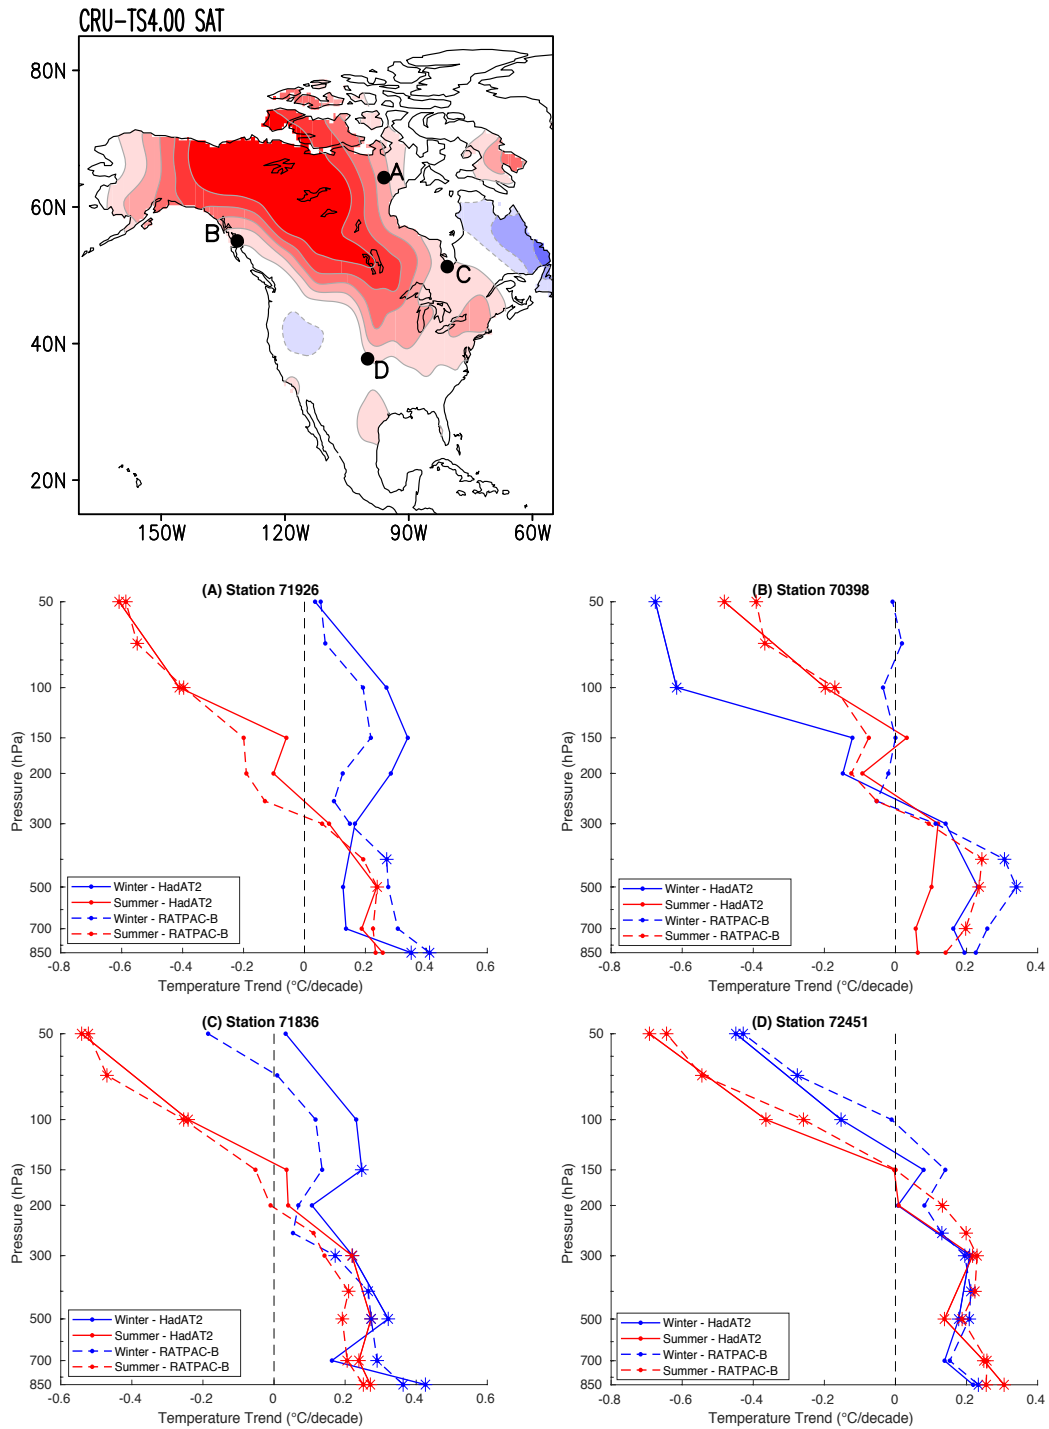 CRU-TS4.00 SAT
80N
60N
40N
20N
150W 120W 90W 60W
A
B
C
D
(A) Station 71926
50
100
150
200
300
500
700
850
Pressure (hPa)
Winter - HadAT2
Summer - HadAT2
Winter - RATPAC-B
Summer - RATPAC-B
-0.8 -0.6 -0.4 -0.2 0 0.2 0.4 0.6
Temperature Trend (°C/decade)
(B) Station 70398
50
100
150
200
300
500
700
850
Pressure (hPa)
Winter - HadAT2
Summer - HadAT2
Winter - RATPAC-B
Summer - RATPAC-B
-0.8 -0.6 -0.4 -0.2 0 0.2 0.4
Temperature Trend (°C/decade)
(C) Station 71836
50
100
150
200
300
500
700
850
Pressure (hPa)
Winter - HadAT2
Summer - HadAT2
Winter - RATPAC-B
Summer - RATPAC-B
-0.6 -0.4 -0.2 0 0.2 0.4 0.6
Temperature Trend (°C/decade)
(D) Station 72451
50
100
150
200
300
500
700
850
Pressure (hPa)
Winter - HadAT2
Summer - HadAT2
Winter - RATPAC-B
Summer - RATPAC-B
-0.8 -0.6 -0.4 -0.2 0 0.2 0.4
Temperature Trend (°C/decade)